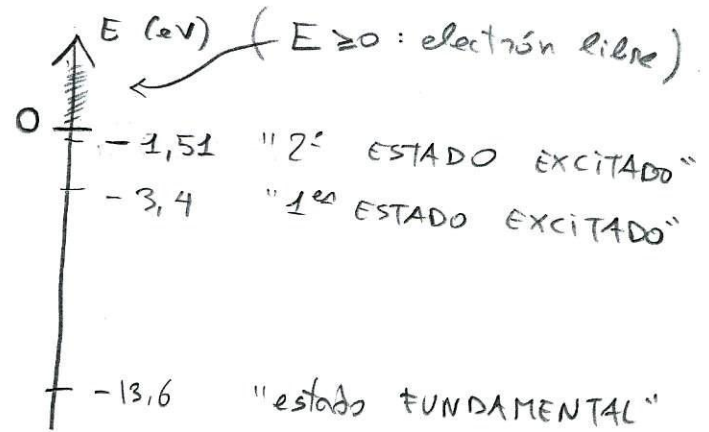 E (eV) (E ≥0 : electrón libre)
0
-1,51 "2º ESTADO EXCITADO"
-3,4 "1er ESTADO EXCITADO"
-13,6 "estado FUNDAMENTAL"